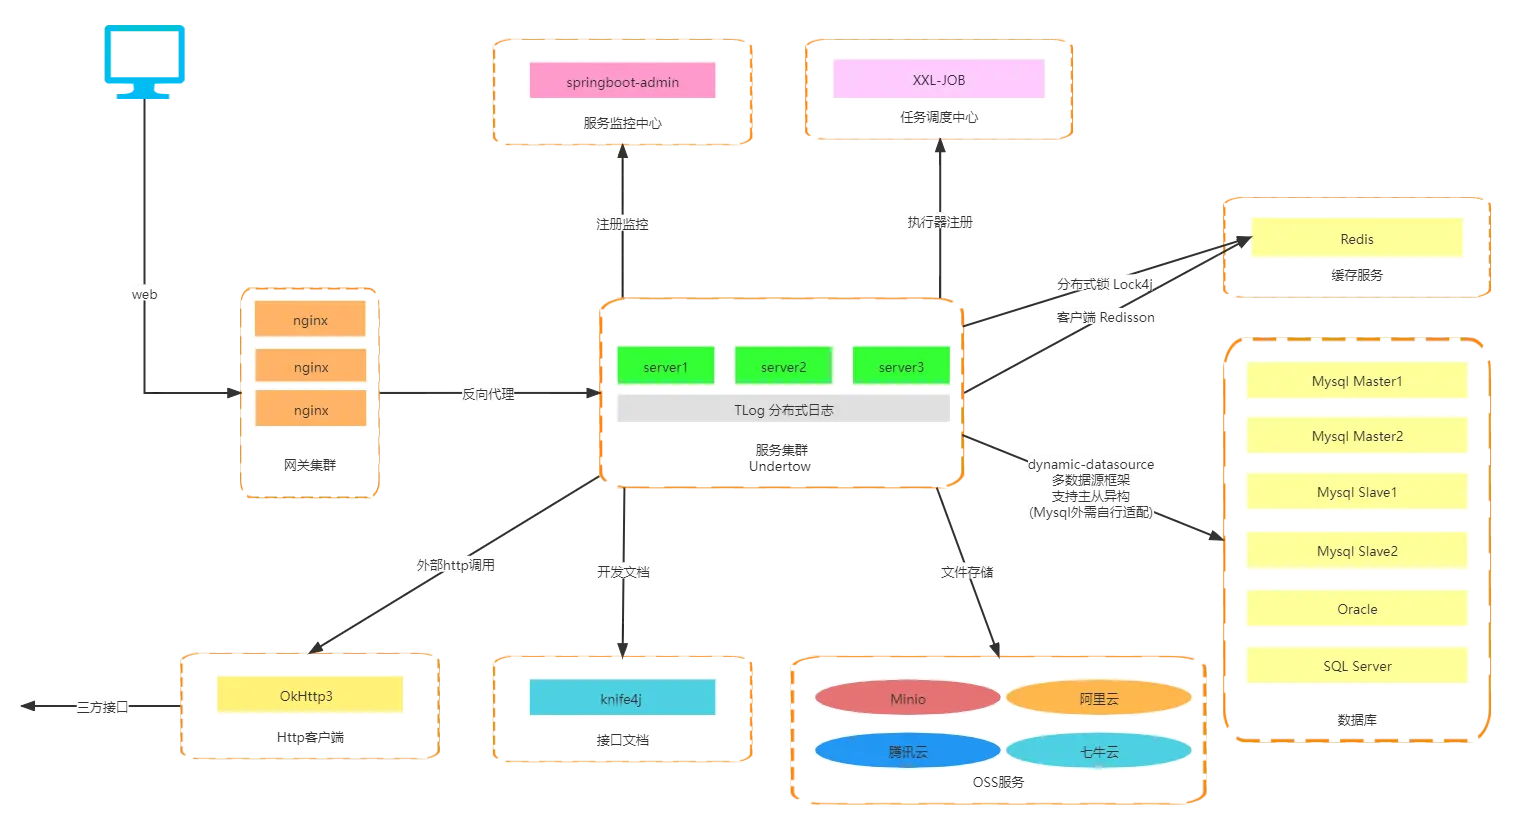 springboot-admin
服务监控中心
XXL-JOB
任务调度中心
注册监控
执行器注册
Redis
缓存服务
分布式锁 Lock4j
客户端 Redisson
web
nginx
nginx
nginx
网关集群
反向代理
server1
server2
server3
TLog 分布式日志
服务集群
Undertow
dynamic-datasource
多数据源框架
支持主从异构
(Mysql外需自行适配)
Mysql Master1
Mysql Master2
Mysql Slave1
Mysql Slave2
Oracle
SQL Server
数据库
外部http调用
开发文档
文件存储
三方接口
OkHttp3
Http客户端
knife4j
接口文档
Minio
阿里云
腾讯云
七牛云
OSS服务